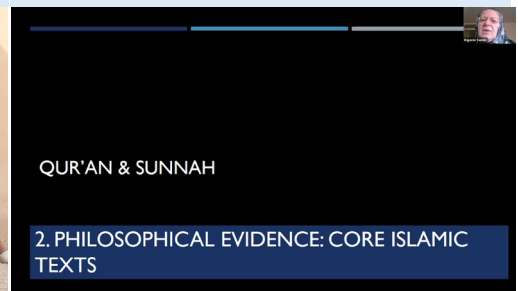 QUR'AN & SUNNAH
2. PHILOSOPHICAL EVIDENCE: CORE ISLAMIC
TEXTS